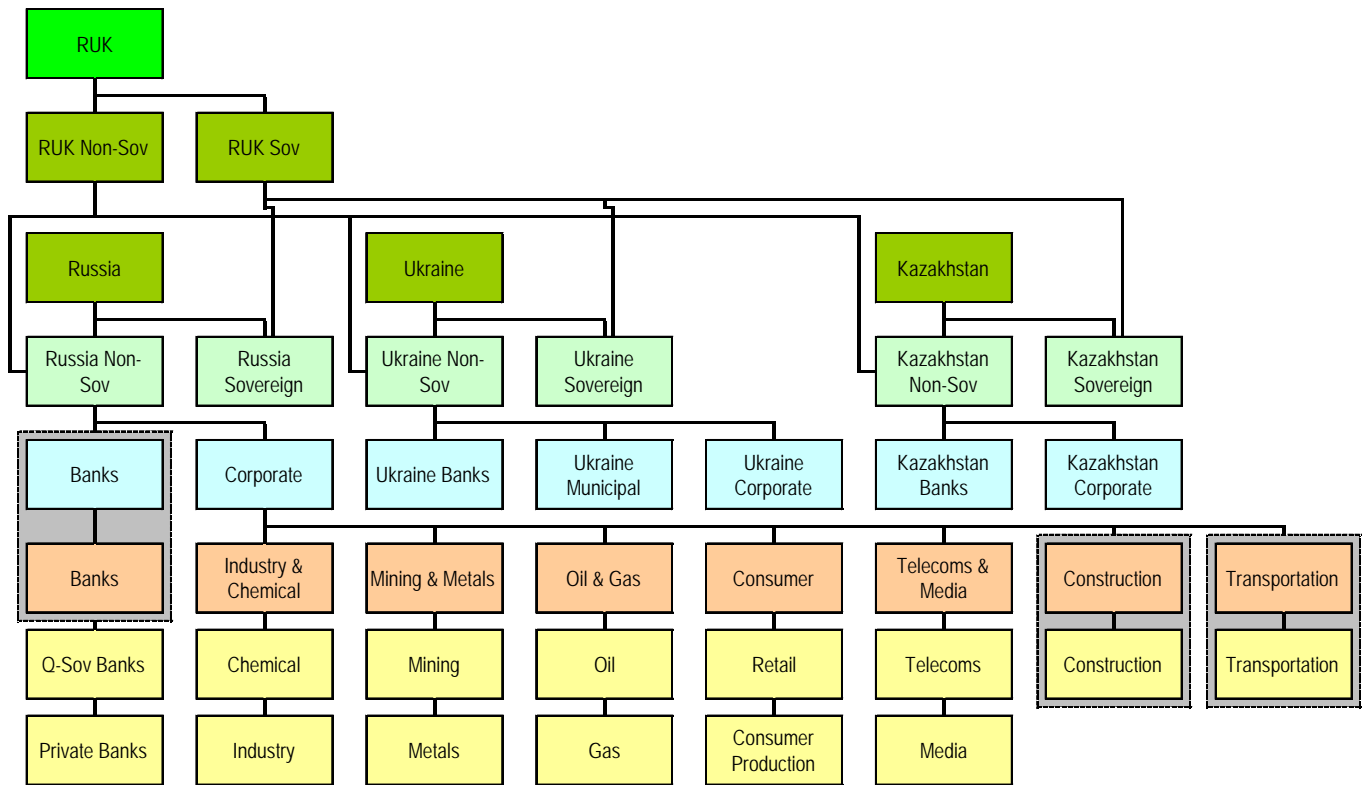 RUK
RUK Non-Sov
RUK Sov
Russia
Ukraine
Kazakhstan
Russia Non-
Sov
Russia
Sovereign
Ukraine Non-
Sov
Ukraine
Sovereign
Kazakhstan
Non-Sov
Kazakhstan
Sovereign
Banks
Corporate
Ukraine Banks
Ukraine
Municipal
Ukraine
Corporate
Kazakhstan
Banks
Kazakhstan
Corporate
Banks
Industry &
Chemical
Mining & Metals
Oil & Gas
Consumer
Telecoms &
Media
Construction
Transportation
Q-Sov Banks
Chemical
Mining
Oil
Retail
Telecoms
Construction
Transportation
Private Banks
Industry
Metals
Gas
Consumer
Production
Media